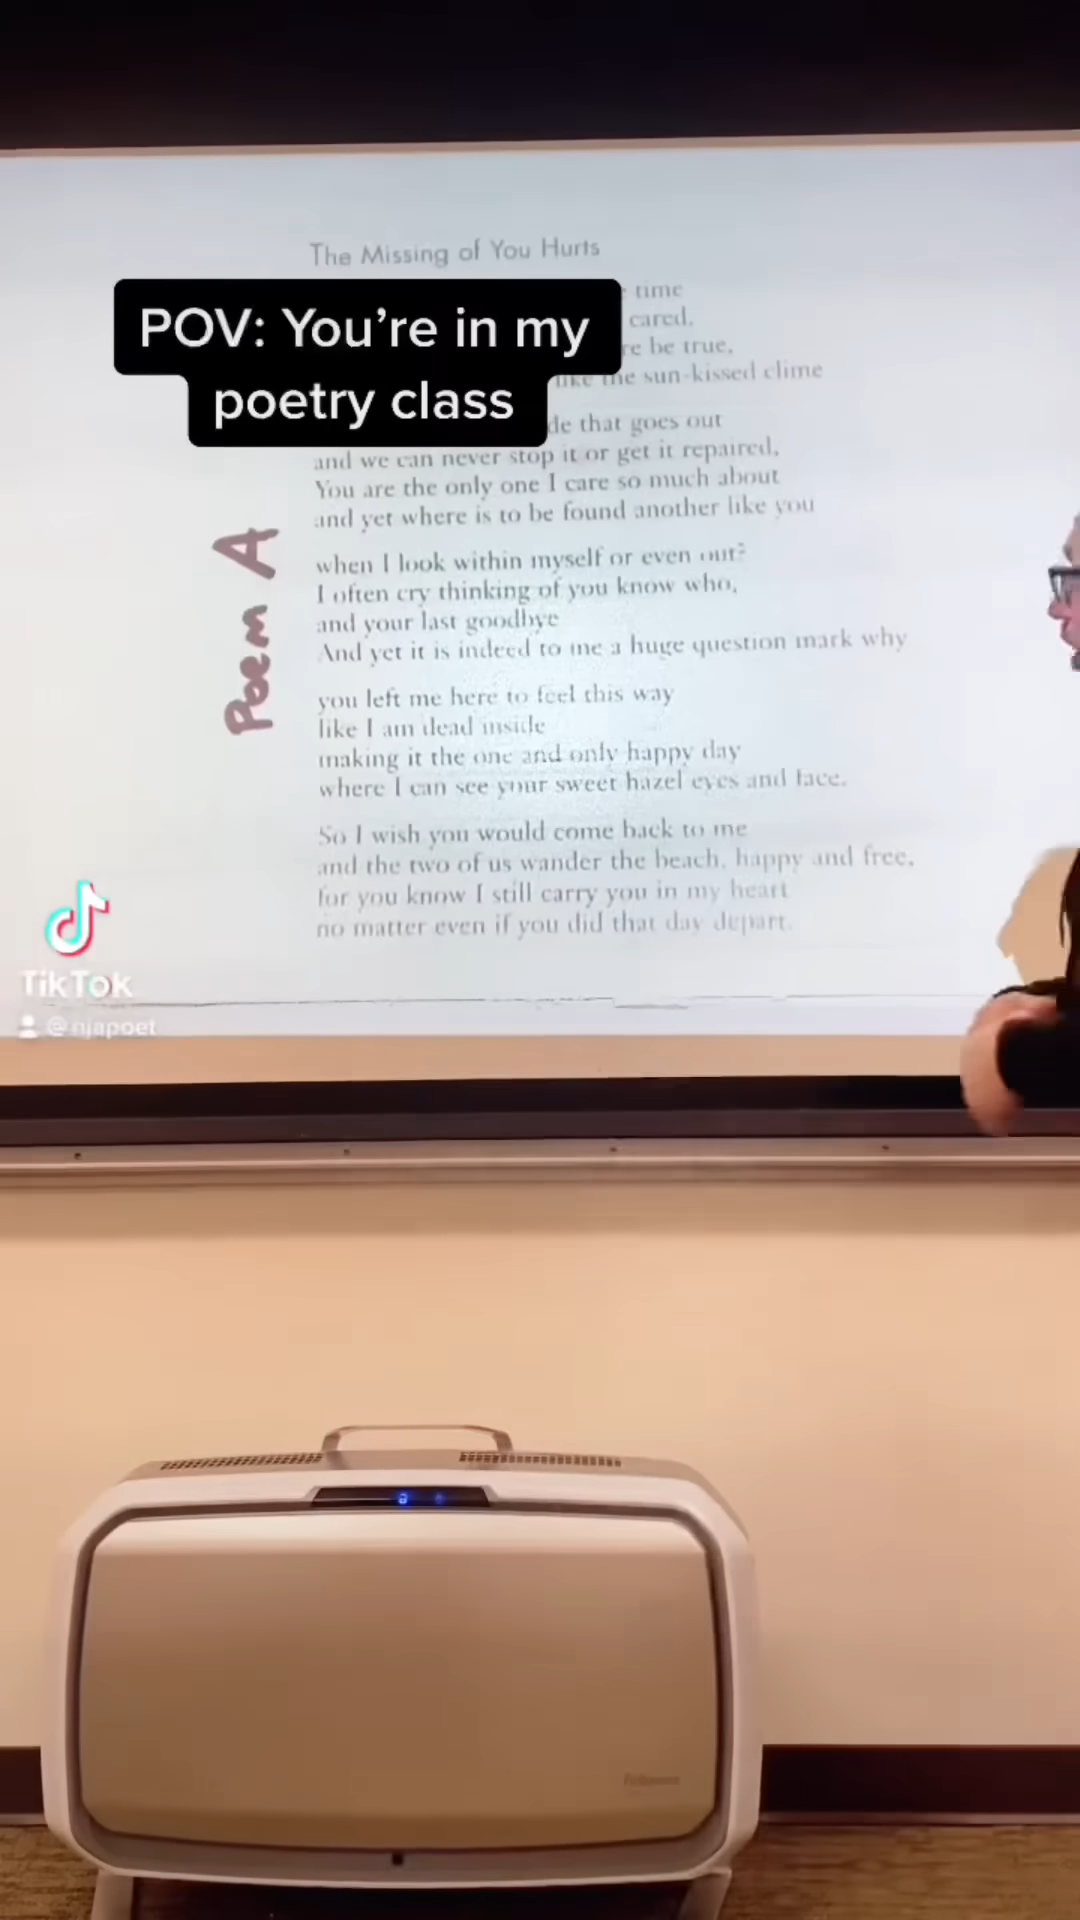 The Missing of You Hurts
time
cared,
re be true,
like the sun-kissed clime
de that goes out
and we can never stop it or get it repaired,
You are the only one I care so much about
and yet where is to be found another like you
when I look within myself or even out?
I often cry thinking of you know who,
and your last goodbye
And yet it is indeed to me a huge question mark why
you left me here to feel this way
like I am dead inside
making it the one and only happy day
where I can see your sweet hazel eyes and face.
So I wish you would come back to me
and the two of us wander the beach, happy and free,
for you know I still carry you in my heart
no matter even if you did that day depart.
POV: You're in my
poetry class
Poem A
TikTok
@njapoet
Fellowes